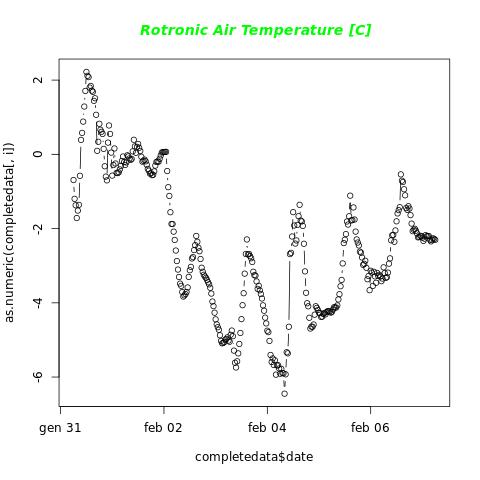 Rotronic Air Temperature [C]
as.numeric(completedata[, i])
2
0
-2
-4
-6
gen 31
feb 02
feb 04
feb 06
completedata$date